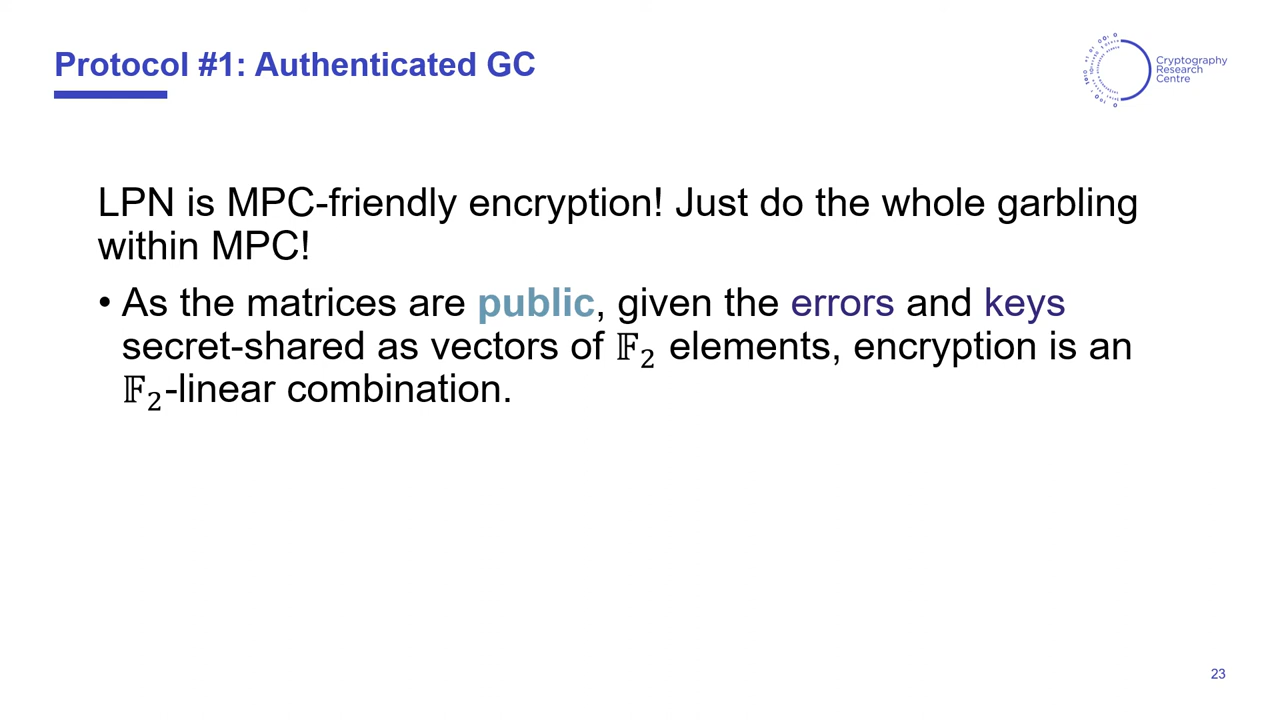 Protocol #1: Authenticated GC
Cryptography
Research
Centre
LPN is MPC-friendly encryption! Just do the whole garbling
within MPC!
• As the matrices are public, given the errors and keys
secret-shared as vectors of 𝔽₂ elements, encryption is an
𝔽₂-linear combination.
23